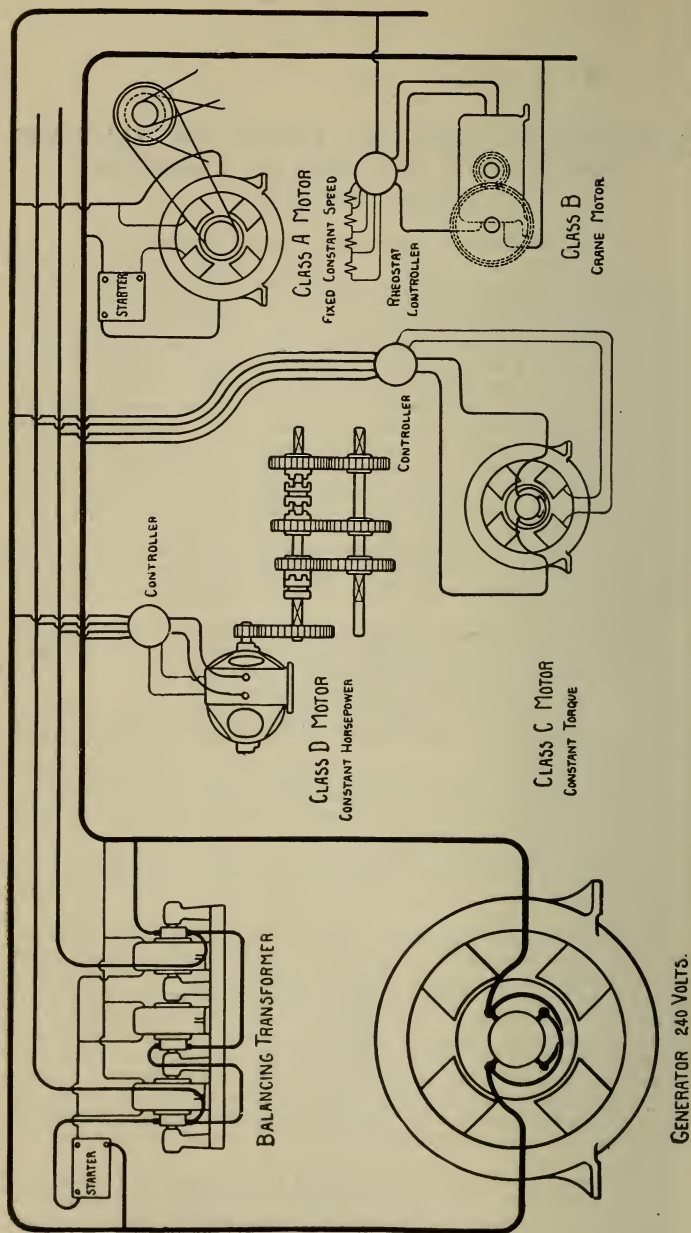 STARTER
BALANCING TRANSFORMER
GENERATOR 240 VOLTS.
CONTROLLER
CLASS D MOTOR
CONSTANT HORSEPOWER
CONTROLLER
CLASS C MOTOR
CONSTANT TORQUE
STARTER
CLASS A MOTOR
FIXED CONSTANT SPEED
RHEOSTAT
CONTROLLER
CLASS B
CRANE MOTOR